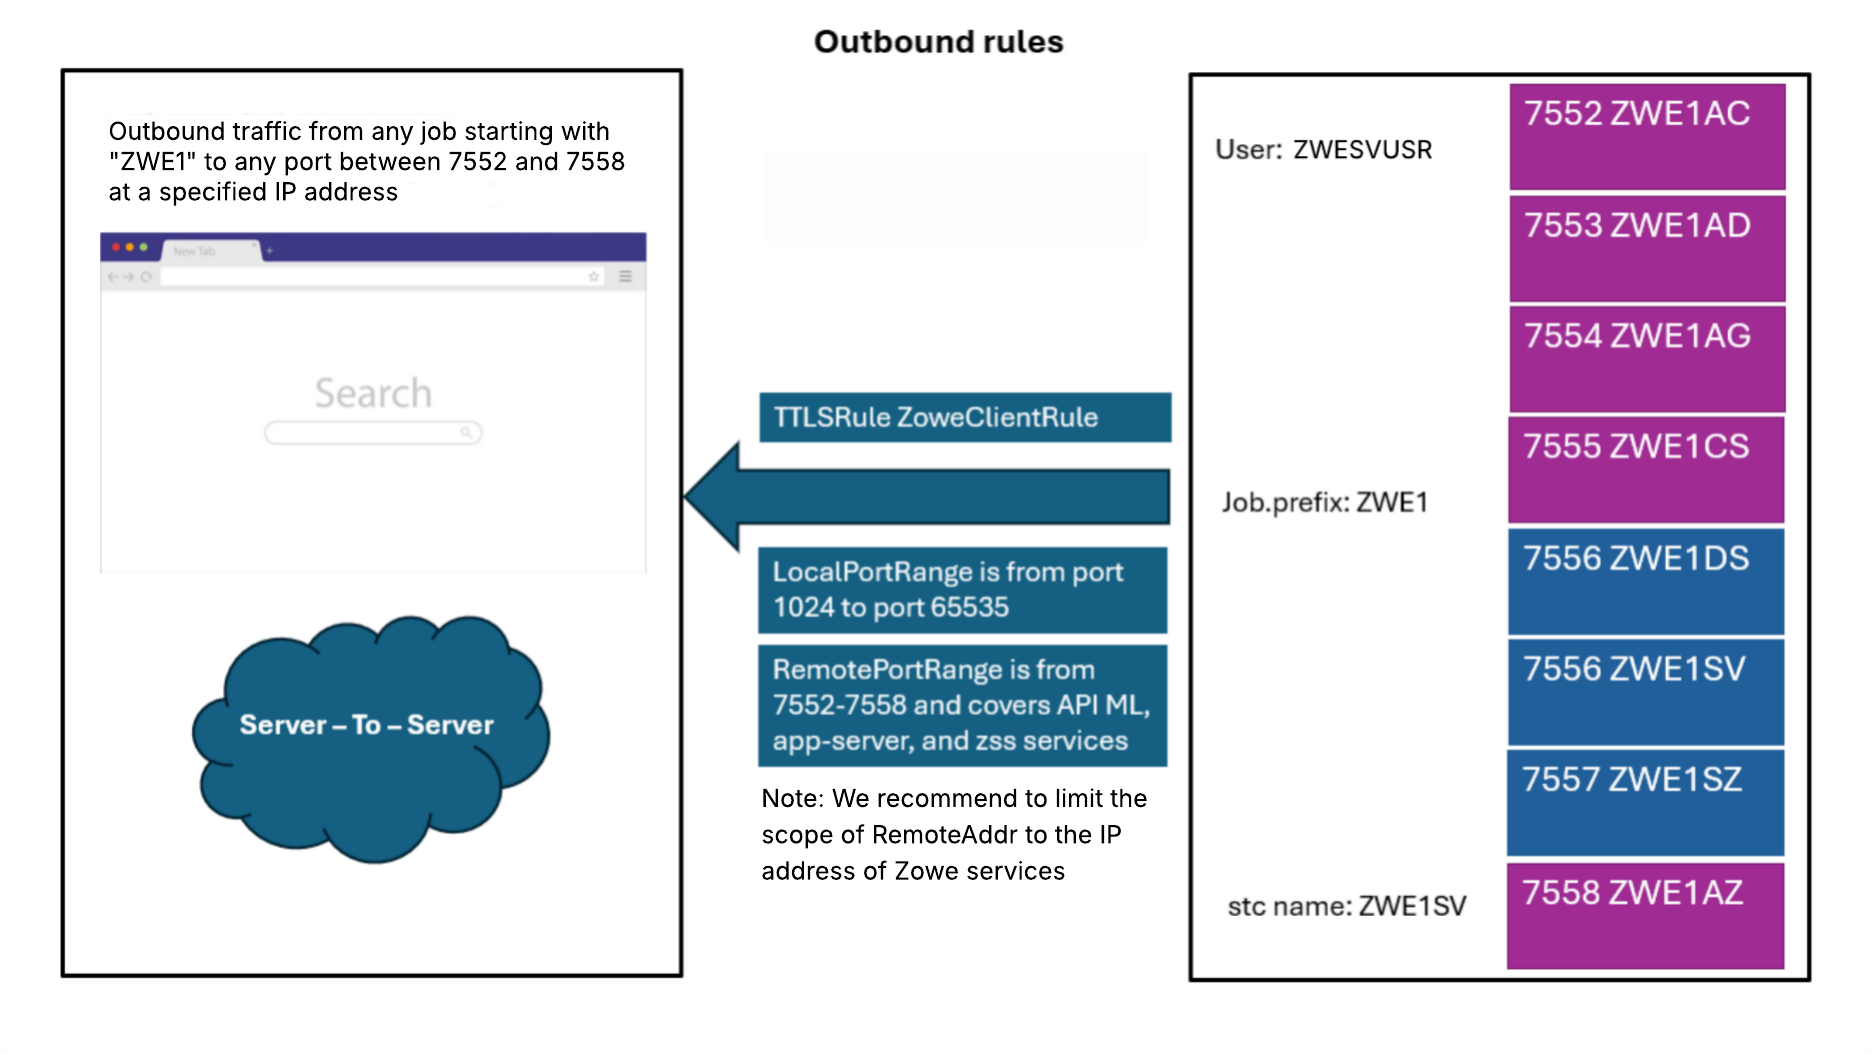 Outbound rules
Outbound traffic from any job starting with
"ZWE1" to any port between 7552 and 7558
at a specified IP address
New Tab
Search
Server – To – Server
TTLSRule ZoweClientRule
LocalPortRange is from port
1024 to port 65535
RemotePortRange is from
7552-7558 and covers API ML,
app-server, and zss services
Note: We recommend to limit the
scope of RemoteAddr to the IP
address of Zowe services
User: ZWESVUSR
Job.prefix: ZWE1
stc name: ZWE1SV
7552 ZWE1AC
7553 ZWE1AD
7554 ZWE1AG
7555 ZWE1CS
7556 ZWE1DS
7556 ZWE1SV
7557 ZWE1SZ
7558 ZWE1AZ